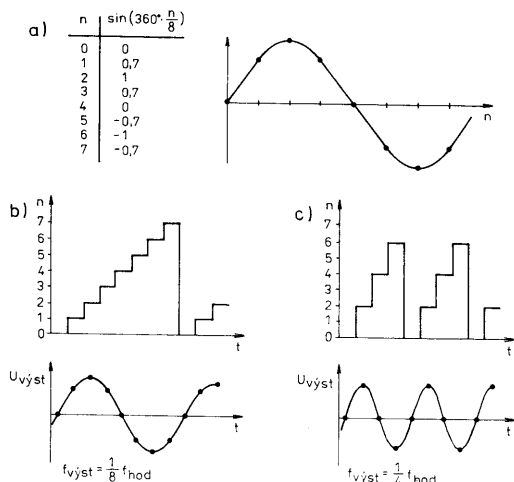 a)
n sin(360°·n/8)
0 0
1 0,7
2 1
3 0,7
4 0
5 -0,7
6 -1
7 -0,7
n
b)
n
7
6
5
4
3
2
1
0
t
c)
n
7
6
5
4
3
2
1
0
t
Uvýst
t
fvýst = 1/8 fhod
Uvýst
t
fvýst = 1/4 fhod